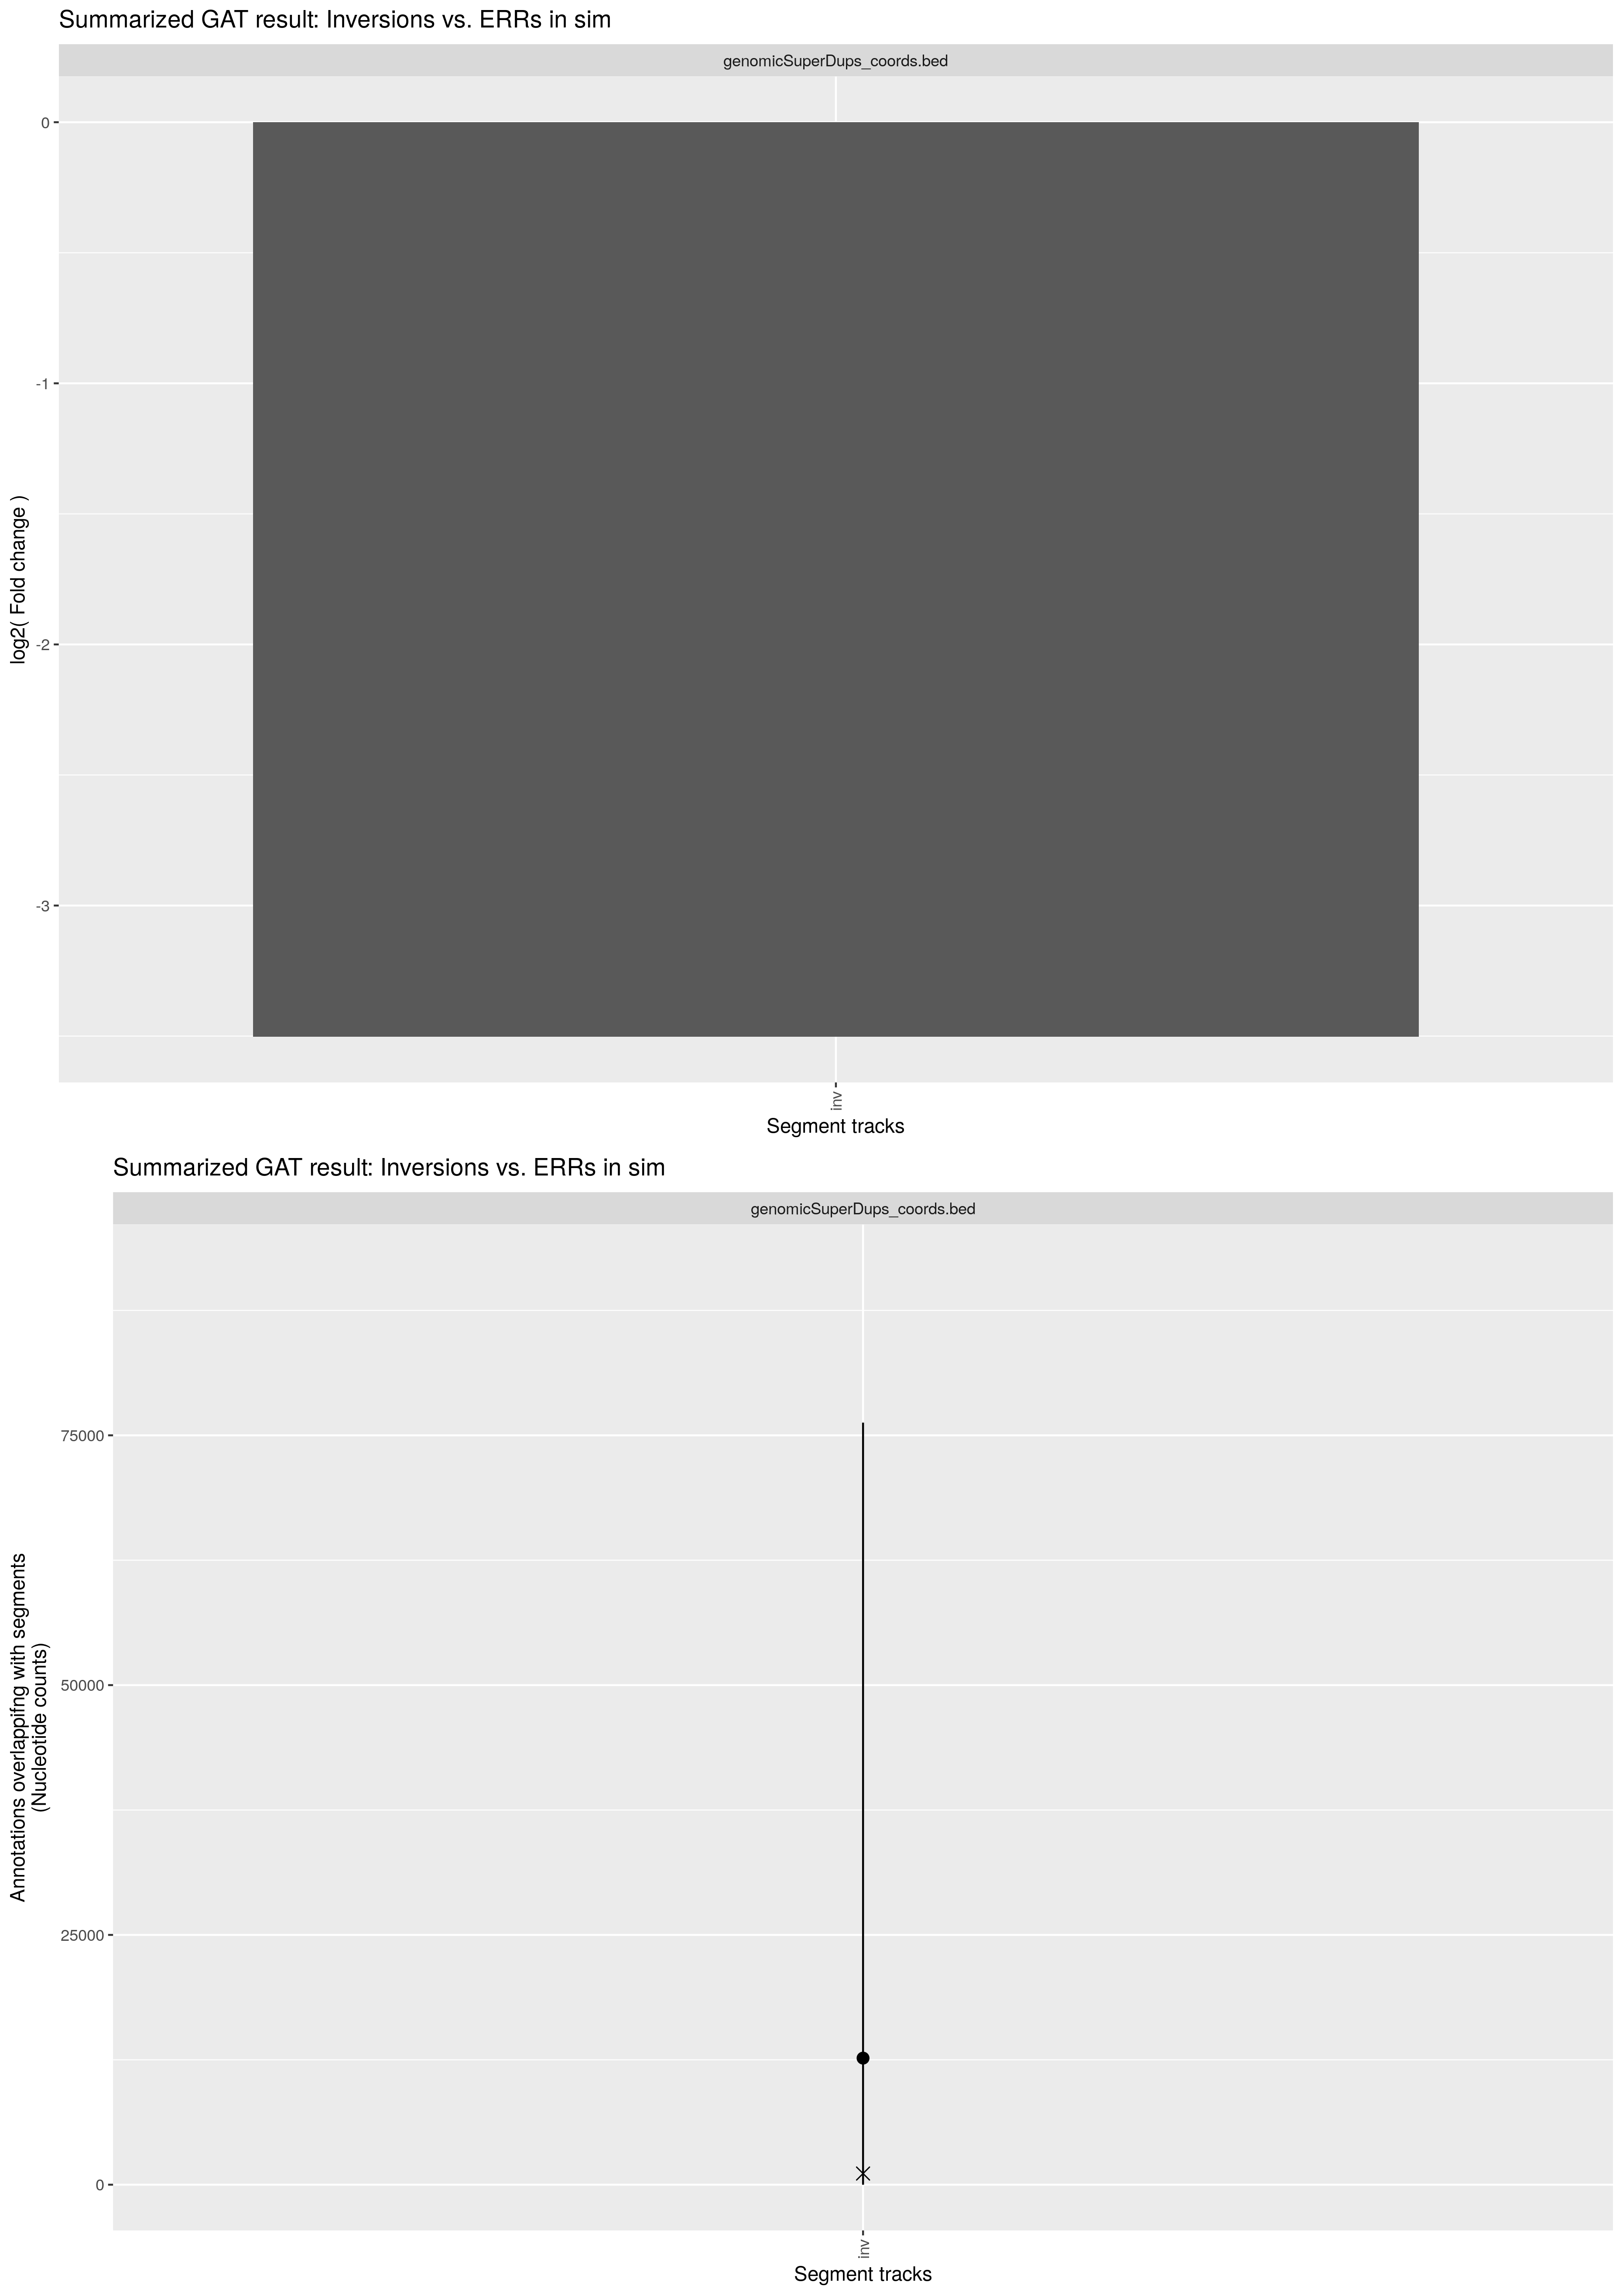 Summarized GAT result: Inversions vs. ERRs in sim
genomicSuperDups_coords.bed
log2( Fold change )
0
-1
-2
-3
inv
Segment tracks
Summarized GAT result: Inversions vs. ERRs in sim
genomicSuperDups_coords.bed
Annotations overlappifng with segments
(Nucleotide counts)
75000
50000
25000
0
inv
Segment tracks